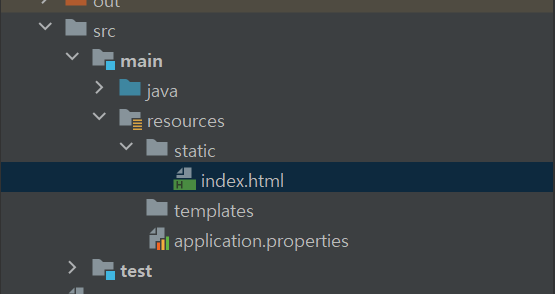 out
src
main
java
resources
static
index.html
templates
application.properties
test